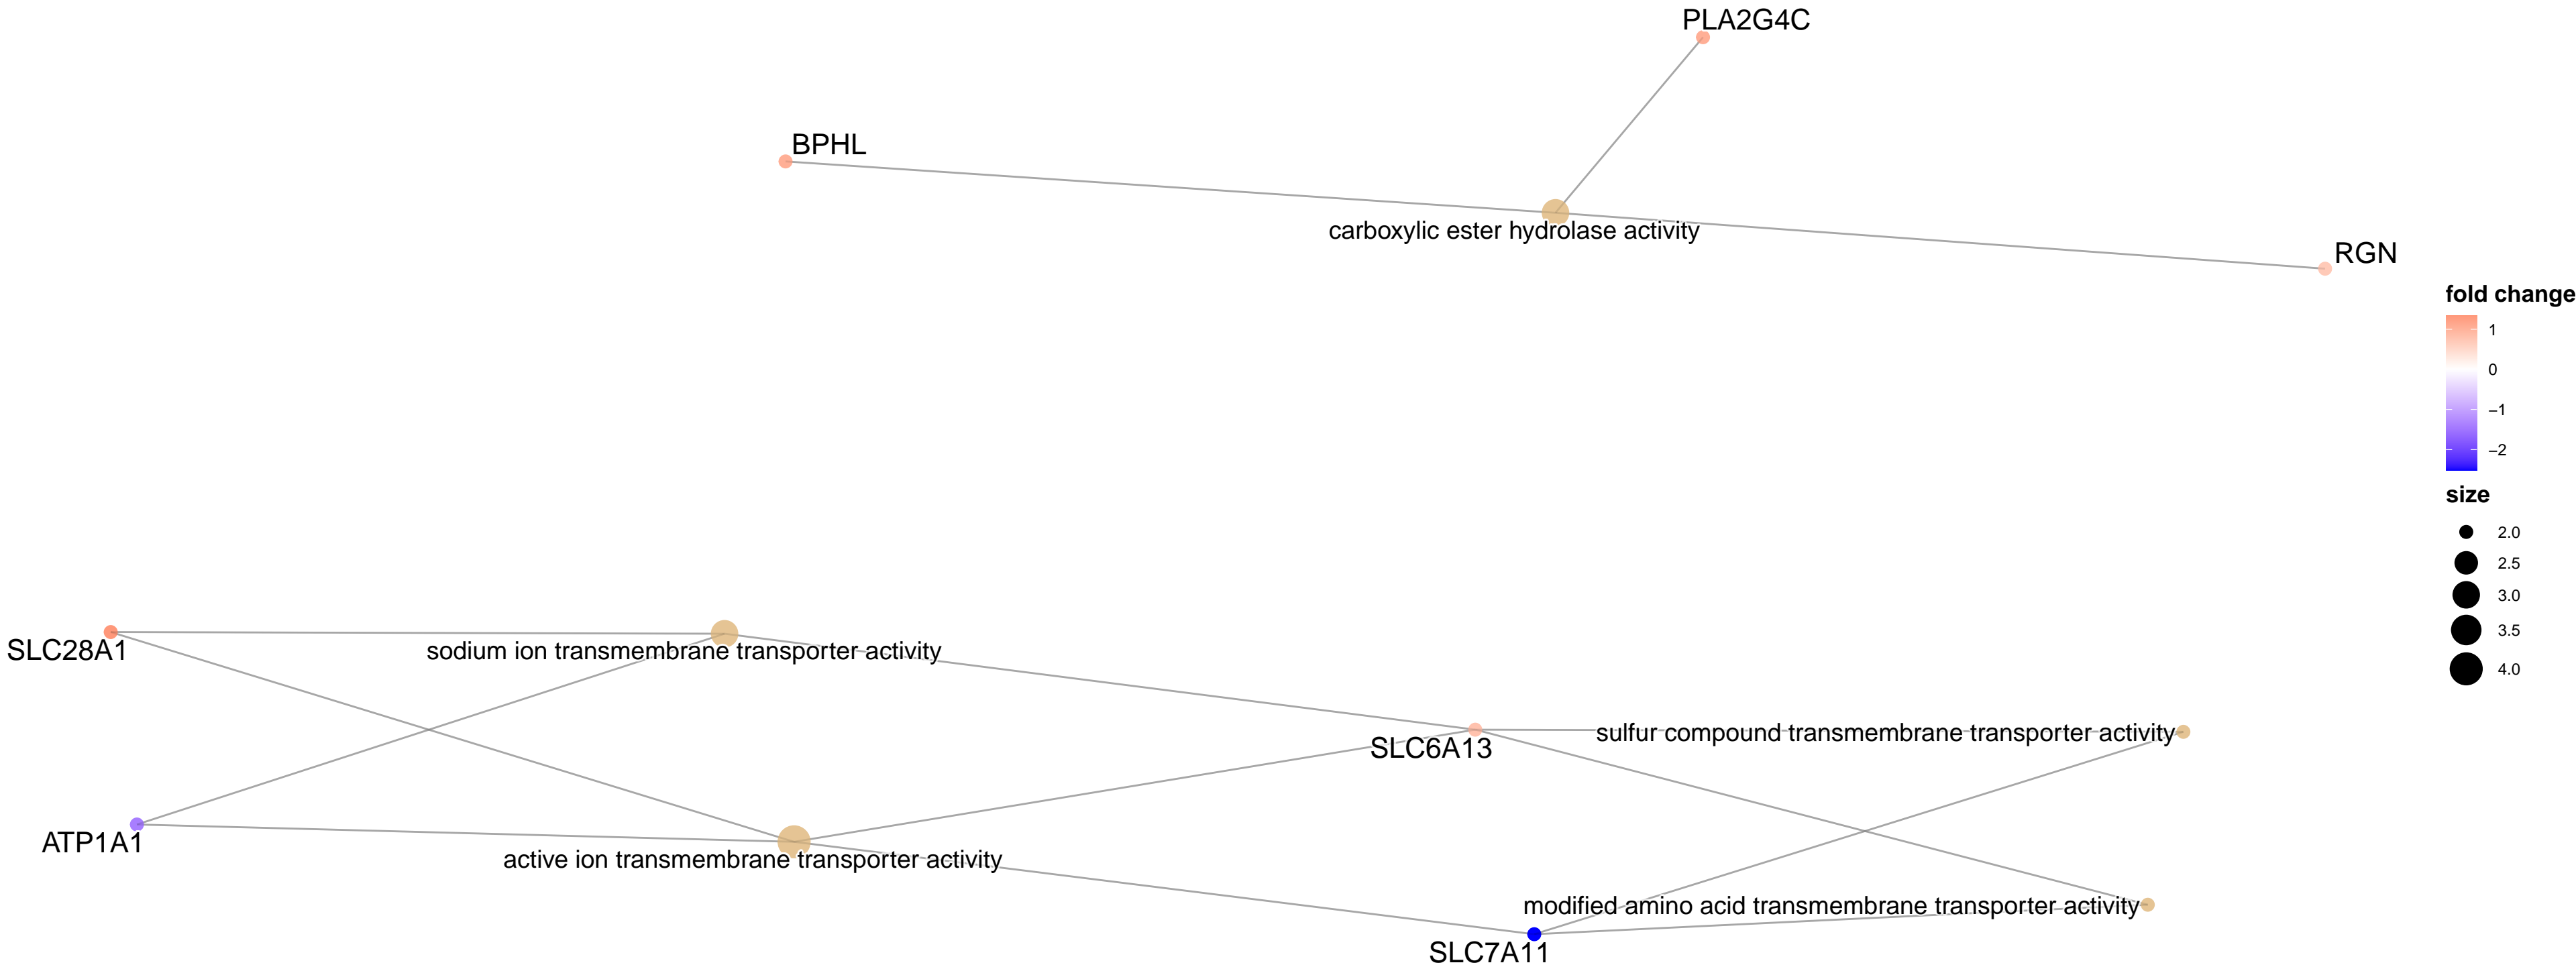 PLA2G4C
BPHL
carboxylic ester hydrolase activity
RGN
fold change
1
0
−1
−2
size
2.0
2.5
3.0
3.5
4.0
SLC28A1
sodium ion transmembrane transporter activity
SLC6A13
sulfur compound transmembrane transporter activity
ATP1A1
active ion transmembrane transporter activity
modified amino acid transmembrane transporter activity
SLC7A11